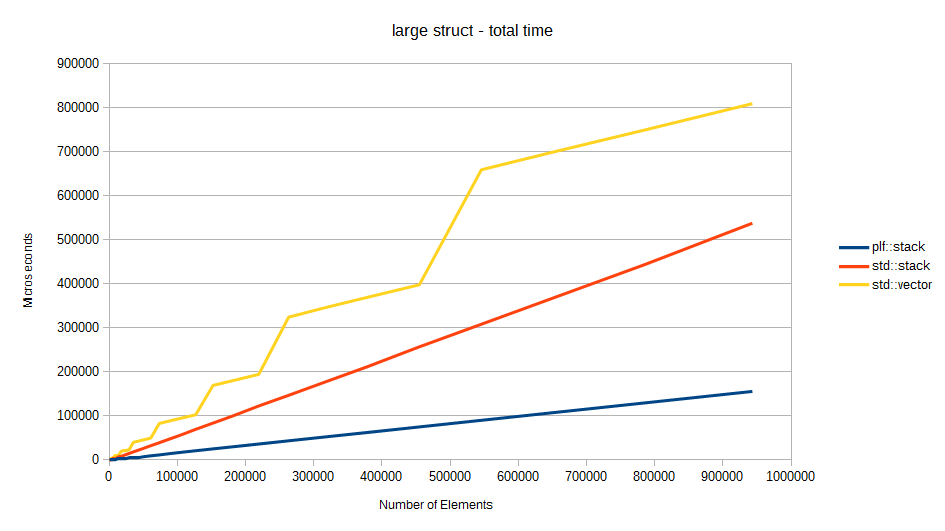 large struct - total time
900000
800000
700000
600000
500000
400000
300000
200000
100000
0
Microseconds
0 100000 200000 300000 400000 500000 600000 700000 800000 900000 1000000
Number of Elements
plf::stack
std::stack
std::vector